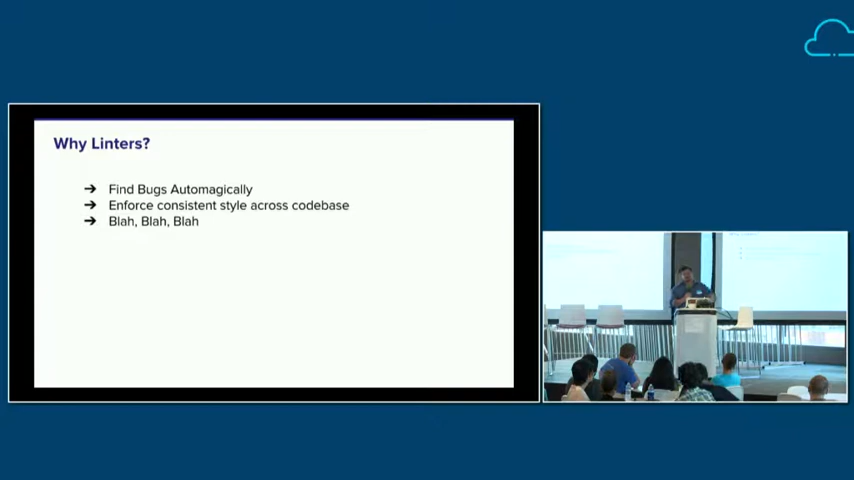 Why Linters?
➔ Find Bugs Automagically
➔ Enforce consistent style across codebase
➔ Blah, Blah, Blah